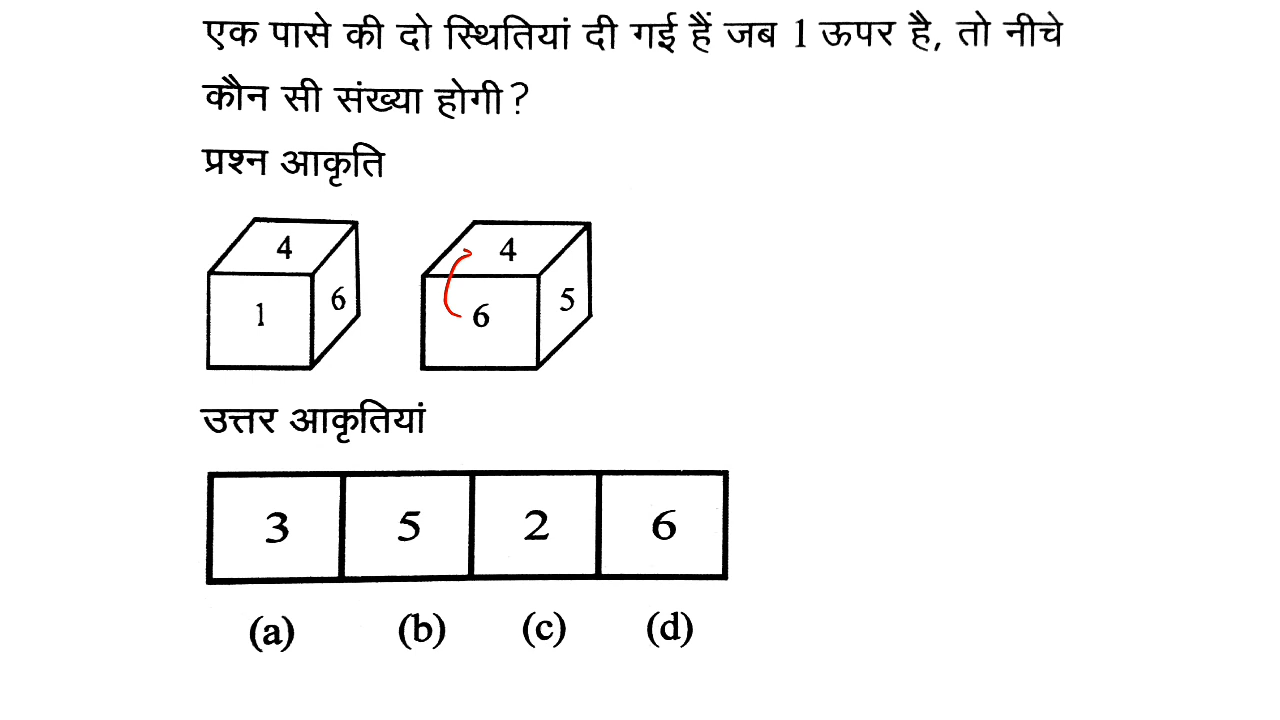 एक पासे की दो स्थितियां दी गई हैं जब 1 ऊपर है, तो नीचे
कौन सी संख्या होगी?
प्रश्न आकृति
4 4
1 6 6 5
उत्तर आकृतियां
3 5 2 6
(a) (b) (c) (d)